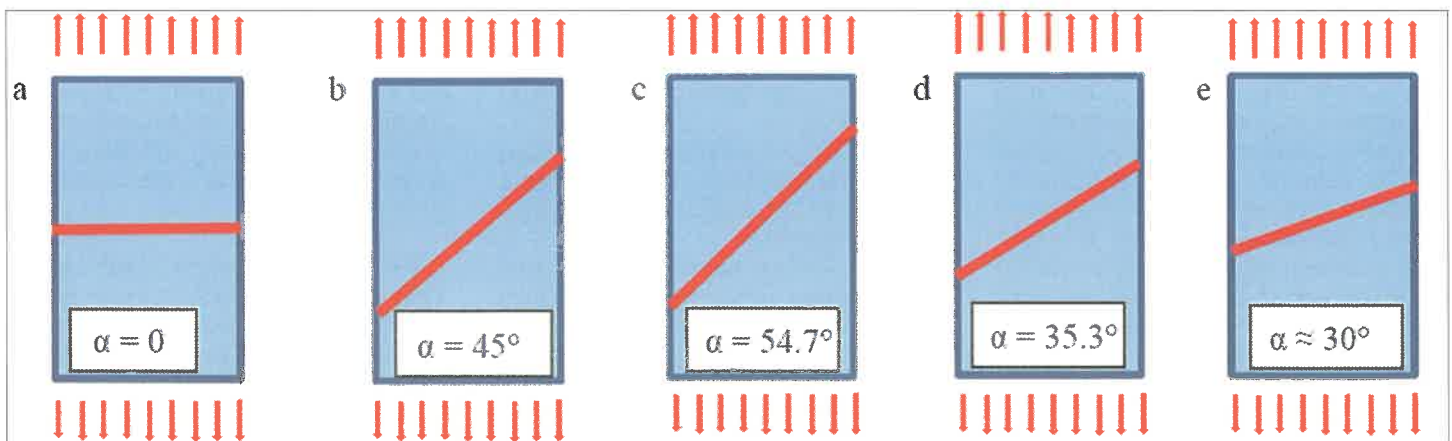 a
b
c
d
e
α = 0
α = 45°
α = 54.7°
α = 35.3°
α ≈ 30°